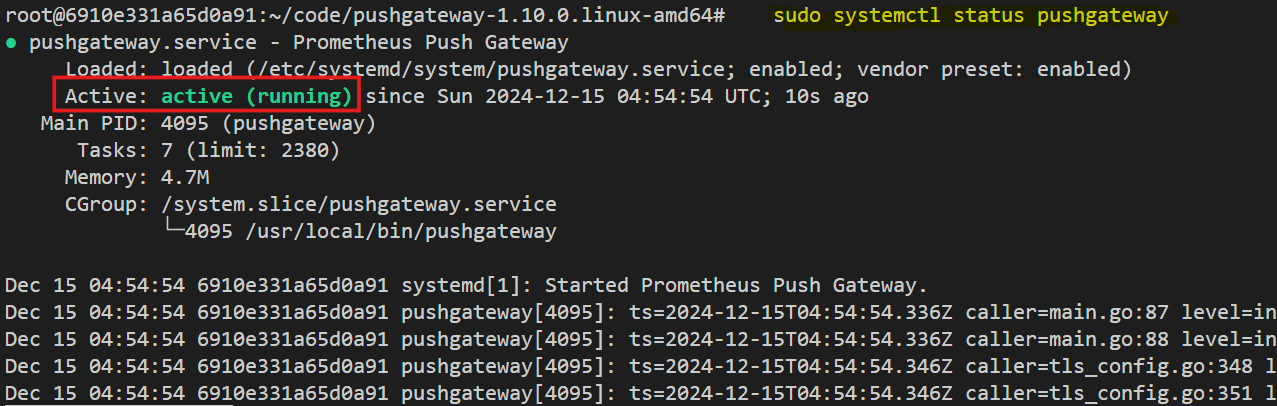 root@6910e331a65d0a91:~/code/pushgateway-1.10.0.linux-amd64# sudo systemctl status pushgateway
● pushgateway.service - Prometheus Push Gateway
Loaded: loaded (/etc/systemd/system/pushgateway.service; enabled; vendor preset: enabled)
Active: active (running) since Sun 2024-12-15 04:54:54 UTC; 10s ago
Main PID: 4095 (pushgateway)
Tasks: 7 (limit: 2380)
Memory: 4.7M
CGroup: /system.slice/pushgateway.service
└─4095 /usr/local/bin/pushgateway
Dec 15 04:54:54 6910e331a65d0a91 systemd[1]: Started Prometheus Push Gateway.
Dec 15 04:54:54 6910e331a65d0a91 pushgateway[4095]: ts=2024-12-15T04:54:54.336Z caller=main.go:87 level=in
Dec 15 04:54:54 6910e331a65d0a91 pushgateway[4095]: ts=2024-12-15T04:54:54.336Z caller=main.go:88 level=in
Dec 15 04:54:54 6910e331a65d0a91 pushgateway[4095]: ts=2024-12-15T04:54:54.346Z caller=tls_config.go:348 l
Dec 15 04:54:54 6910e331a65d0a91 pushgateway[4095]: ts=2024-12-15T04:54:54.346Z caller=tls_config.go:351 l